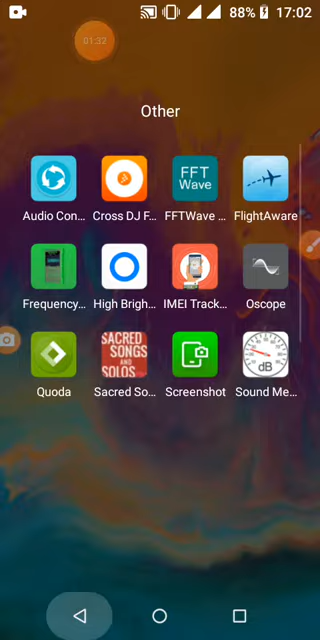 88% 17:02
01:32
Other
FFT
Wave
Audio Con... Cross DJ F... FFTWave ... FlightAware
Frequency... High Brigh... IMEI Track... Oscope
SACRED
SONGS
AND
SOLOS
dB
Quoda Sacred So... Screenshot Sound Me...